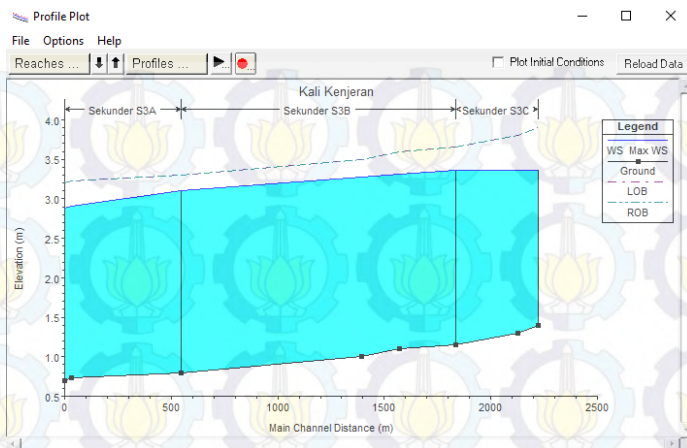 Profile Plot
File Options Help
Reaches ... Profiles ... Plot Initial Conditions Reload Data
Kali Kenjeran
Sekunder S3A Sekunder S3B Sekunder S3C
Legend
WS Max WS
Ground
LOB
ROB
4.0
3.5
3.0
2.5
2.0
1.5
1.0
0.5
Elevation (m)
0 500 1000 1500 2000 2500
Main Channel Distance (m)